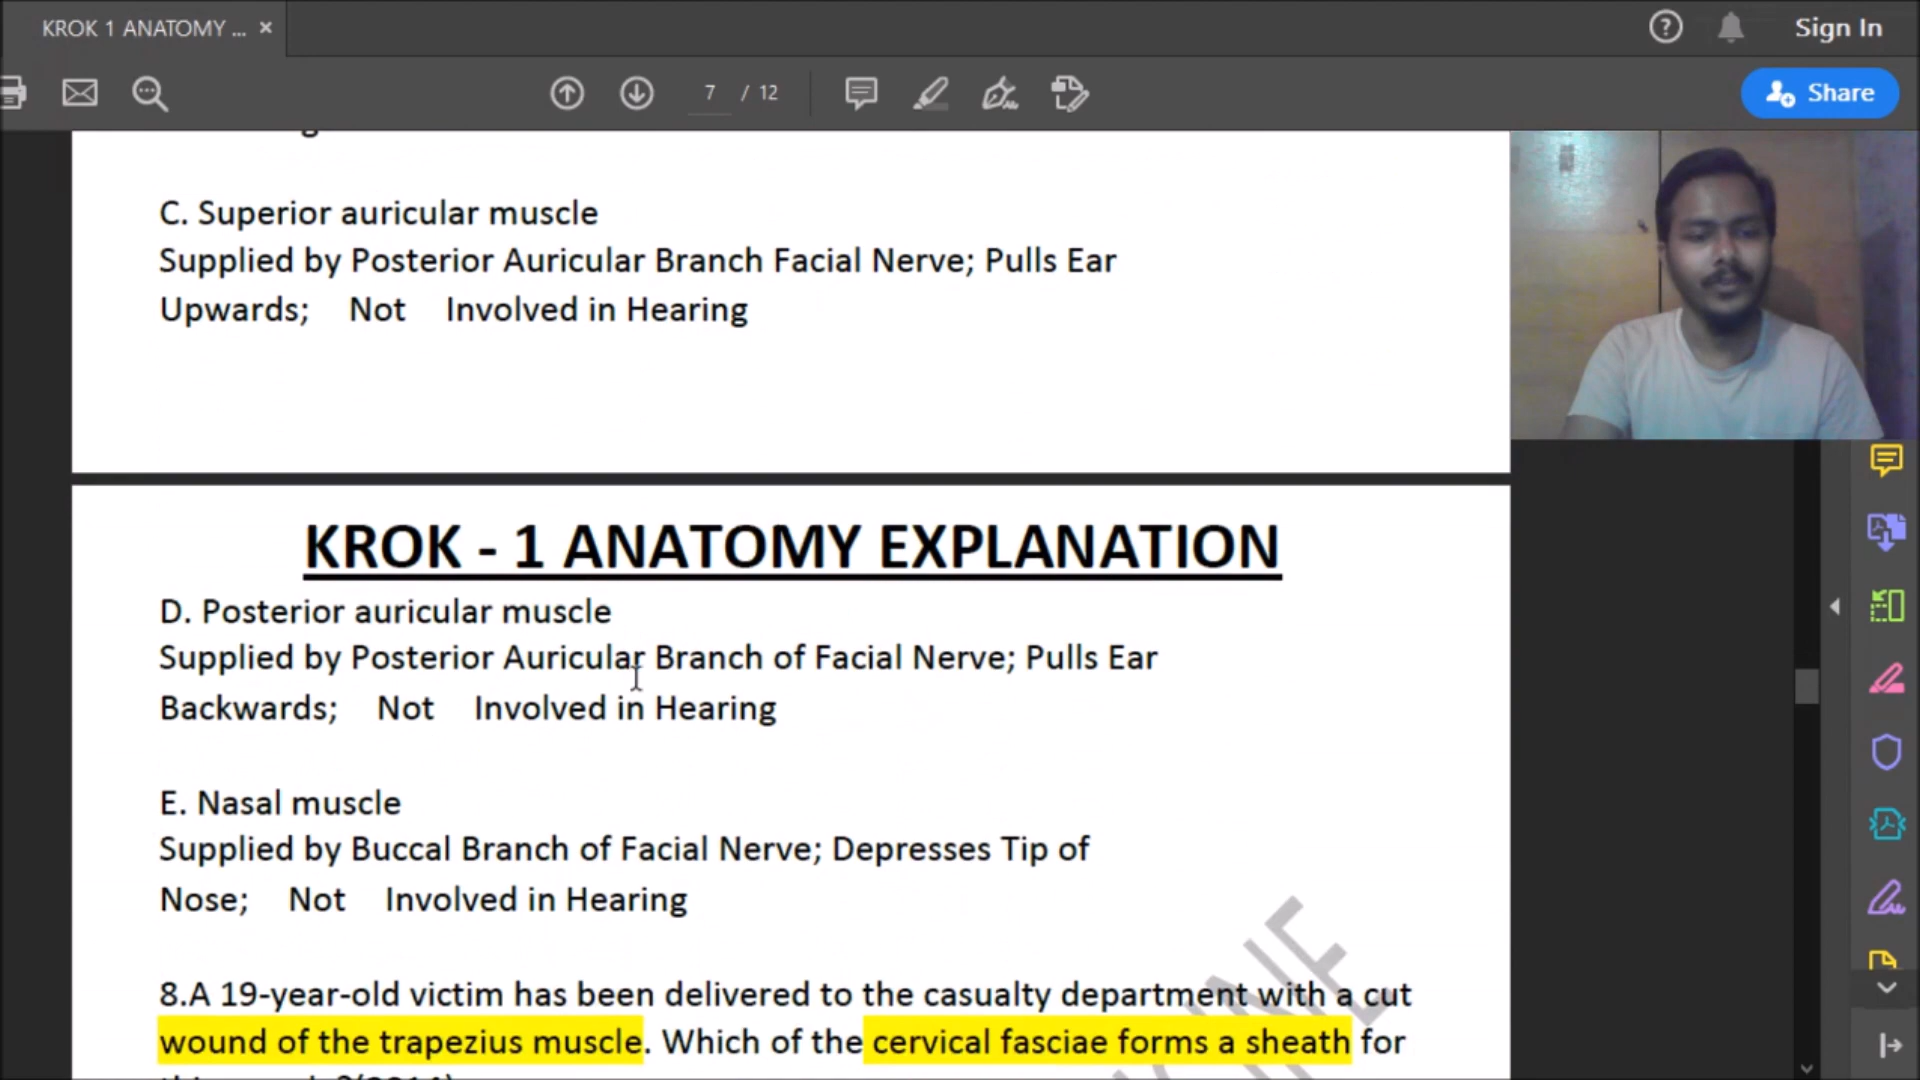 KROK 1 ANATOMY ...
Sign In
7 / 12
Share
C. Superior auricular muscle
Supplied by Posterior Auricular Branch Facial Nerve; Pulls Ear
Upwards; Not Involved in Hearing
KROK - 1 ANATOMY EXPLANATION
D. Posterior auricular muscle
Supplied by Posterior Auricular Branch of Facial Nerve; Pulls Ear
Backwards; Not Involved in Hearing
E. Nasal muscle
Supplied by Buccal Branch of Facial Nerve; Depresses Tip of
Nose; Not Involved in Hearing
8.A 19-year-old victim has been delivered to the casualty department with a cut
wound of the trapezius muscle. Which of the cervical fasciae forms a sheath for